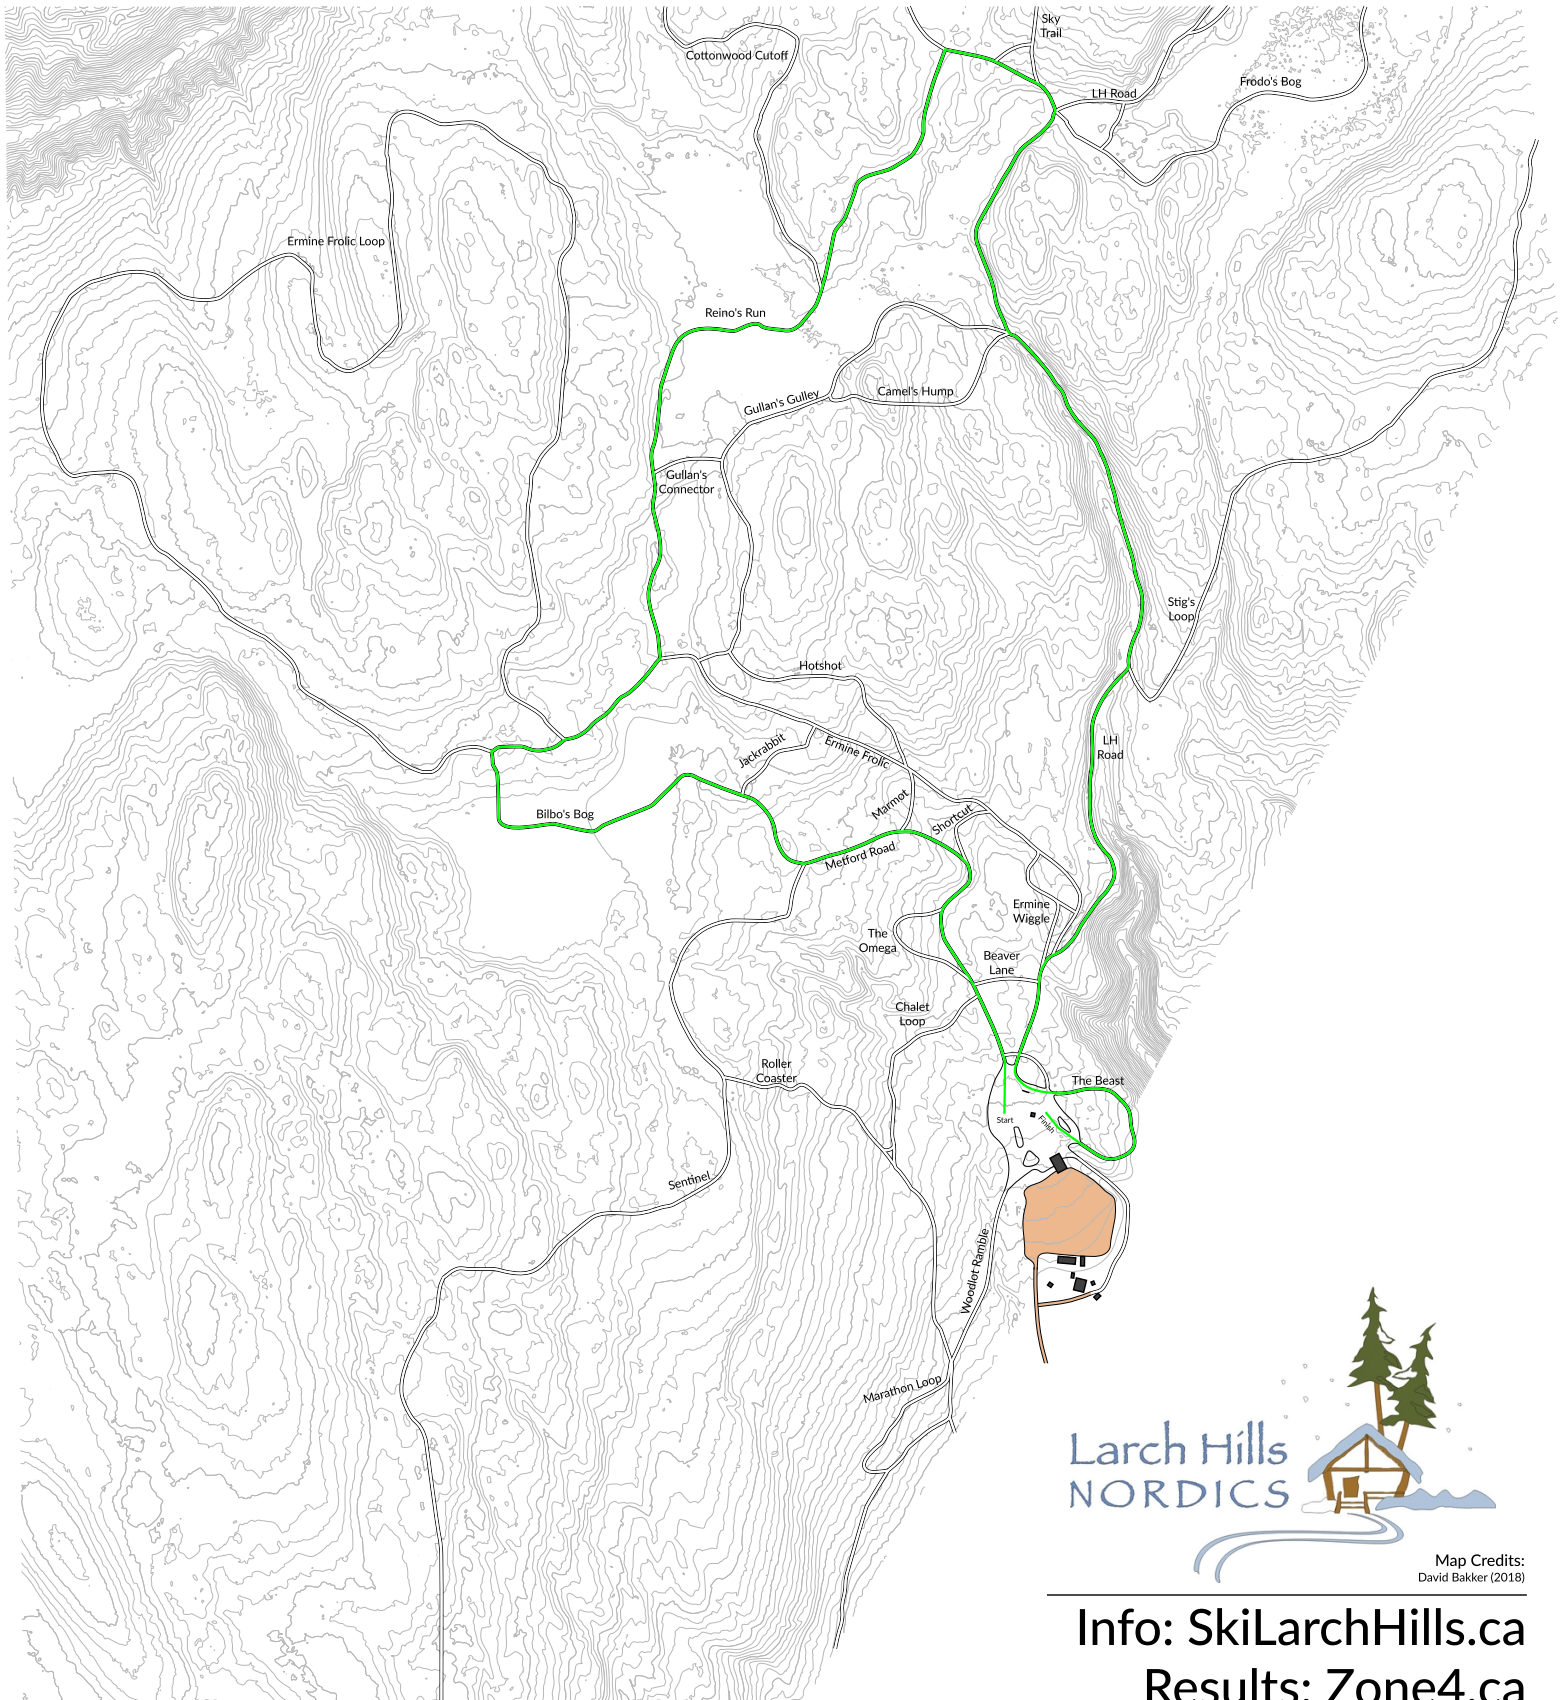 Sky
Trail
Cottonwood Cutoff
Frodo's Bog
LH Road
Ermine Frolic Loop
Reino's Run
Camel's Hump
Gullan's Gulley
Gullan's
Connector
Stig's
Loop
Hotshot
LH
Road
Jackrabbit
Ermine Frolic
Marmot
Shortcut
Bilbo's Bog
Metford Road
Ermine
Wiggle
The
Omega
Beaver
Lane
Chalet
Loop
Roller
Coaster
The Beast
Start
Finish
Sentinel
Woodlot Ramble
Marathon Loop
Larch Hills
NORDICS
Map Credits:
David Bakker (2018)
Info: SkiLarchHills.ca
Results: Zone4.ca